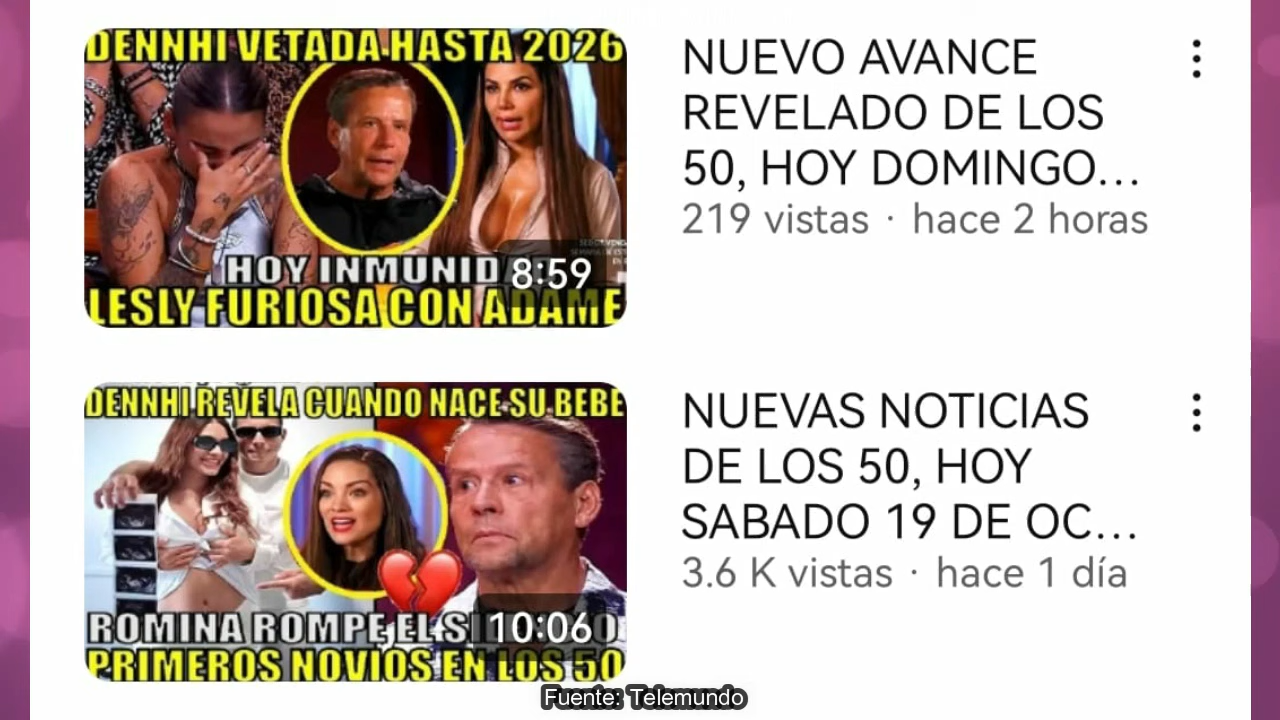 DENNHI VETADA HASTA 2026
HOY INMUNID
8:59
LESLY FURIOSA CON ADAME
NUEVO AVANCE
REVELADO DE LOS
50, HOY DOMINGO...
219 vistas · hace 2 horas
DENNHI REVELA CUANDO NACE SU BEBE
ROMINA ROMPE EL
10:06
PRIMEROS NOVIOS EN LOS 50
NUEVAS NOTICIAS
DE LOS 50, HOY
SABADO 19 DE OC...
3.6 K vistas · hace 1 día
Fuente: Telemundo